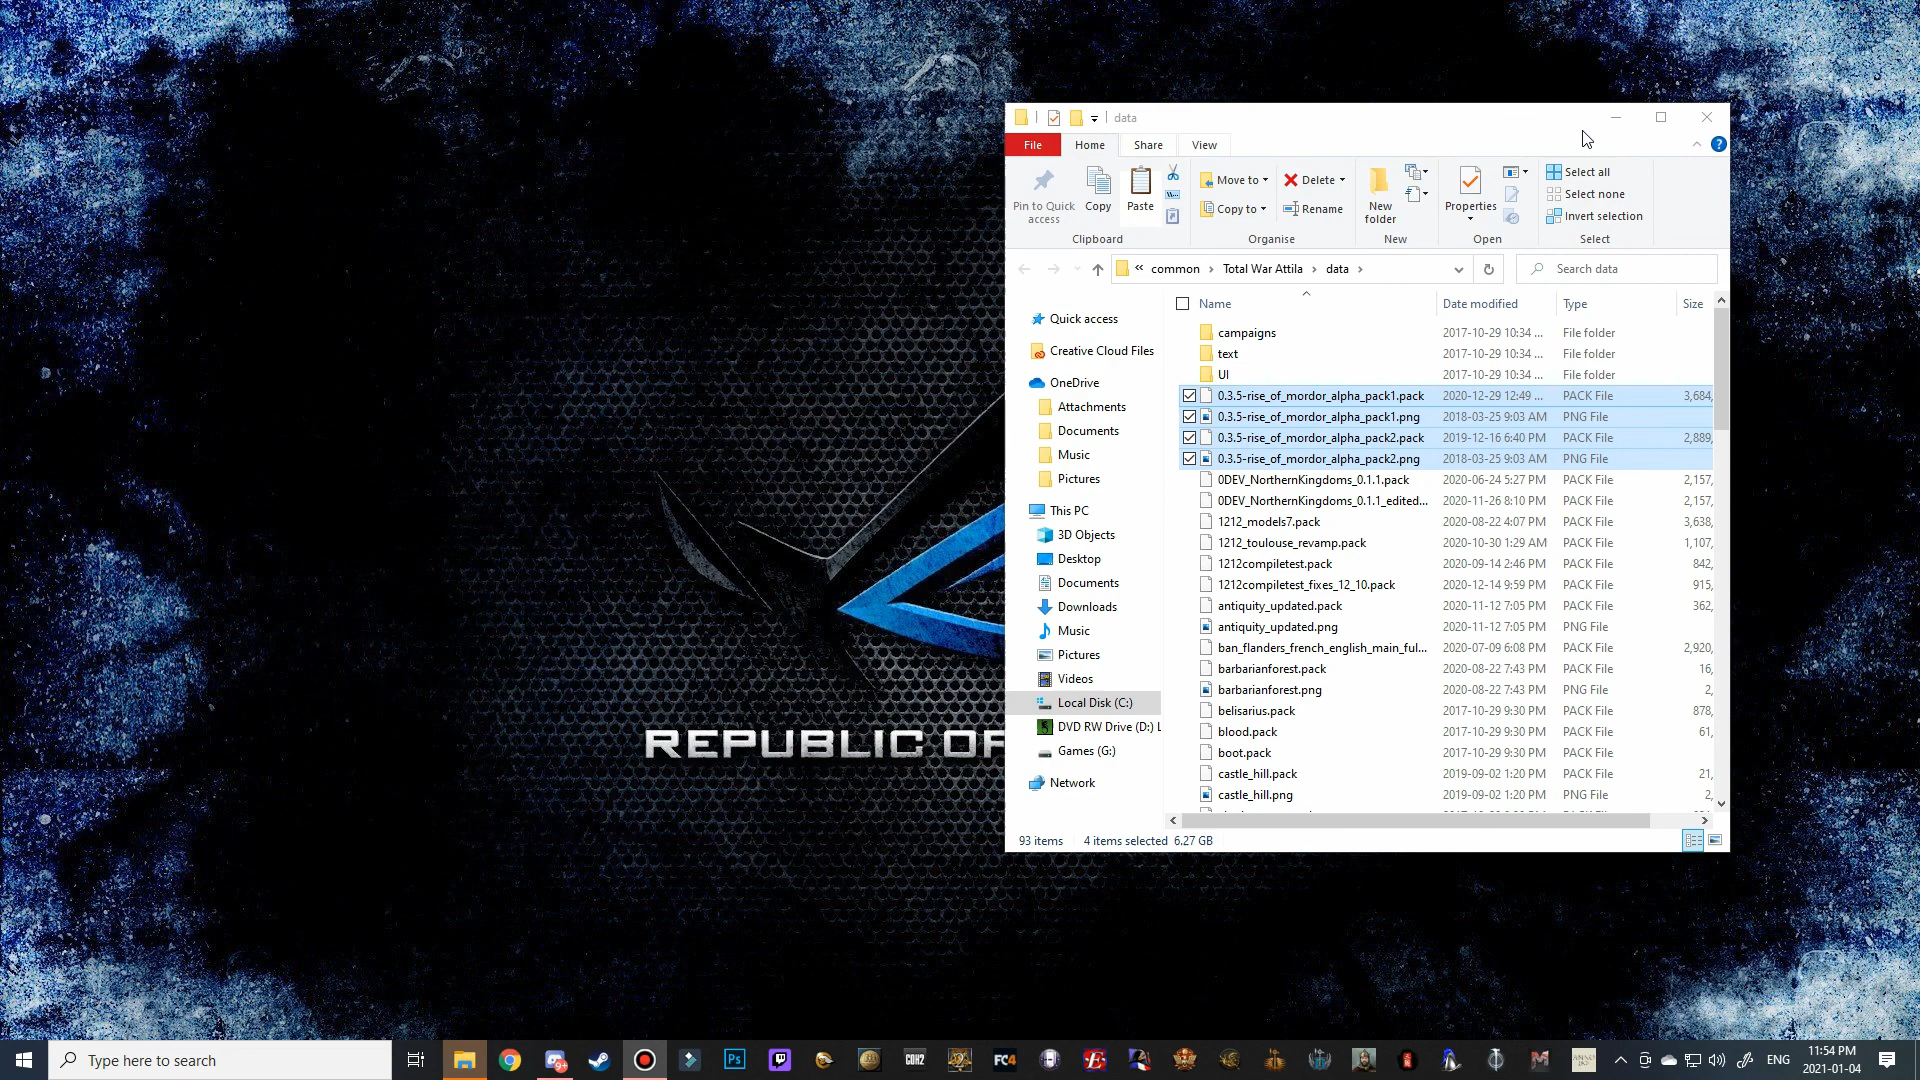 data
File
Home
Share
View
Pin to Quick access
Copy
Paste
Move to
Copy to
Delete
Rename
New folder
Properties
Select all
Select none
Invert selection
Clipboard
Organise
New
Open
Select
« common › Total War Attila › data ›
Search data
Name
Date modified
Type
Size
Quick access
Creative Cloud Files
OneDrive
Attachments
Documents
Music
Pictures
This PC
3D Objects
Desktop
Documents
Downloads
Music
Pictures
Videos
Local Disk (C:)
DVD RW Drive (D:) L
Games (G:)
Network
campaigns 2017-10-29 10:34 ... File folder
text 2017-10-29 10:34 ... File folder
UI 2017-10-29 10:34 ... File folder
0.3.5-rise_of_mordor_alpha_pack1.pack 2020-12-29 12:49 ... PACK File 3,684,
0.3.5-rise_of_mordor_alpha_pack1.png 2018-03-25 9:03 AM PNG File
0.3.5-rise_of_mordor_alpha_pack2.pack 2019-12-16 6:40 PM PACK File 2,889,
0.3.5-rise_of_mordor_alpha_pack2.png 2018-03-25 9:03 AM PNG File
0DEV_NorthernKingdoms_0.1.1.pack 2020-06-24 5:27 PM PACK File 2,157,
0DEV_NorthernKingdoms_0.1.1_edited... 2020-11-26 8:10 PM PACK File 2,157,
1212_models7.pack 2020-08-22 4:07 PM PACK File 3,638,
1212_toulouse_revamp.pack 2020-10-30 1:29 AM PACK File 1,107,
1212compiletest.pack 2020-09-14 2:46 PM PACK File 842,
1212compiletest_fixes_12_10.pack 2020-12-14 9:59 PM PACK File 915,
antiquity_updated.pack 2020-11-12 7:05 PM PACK File 362,
antiquity_updated.png 2020-11-12 7:05 PM PNG File
ban_flanders_french_english_main_ful... 2020-07-09 6:08 PM PACK File 2,920,
barbarianforest.pack 2020-08-22 7:43 PM PACK File 16,
barbarianforest.png 2020-08-22 7:43 PM PNG File 2,
belisarius.pack 2017-10-29 9:30 PM PACK File 878,
blood.pack 2017-10-29 9:30 PM PACK File 61,
boot.pack 2017-10-29 9:30 PM PACK File
castle_hill.pack 2019-09-02 1:20 PM PACK File 21,
castle_hill.png 2019-09-02 1:20 PM PNG File 2,
93 items 4 items selected 6.27 GB
REPUBLIC OF
Type here to search
9+
Ps
COH2
FC4
ENG
11:54 PM
2021-01-04